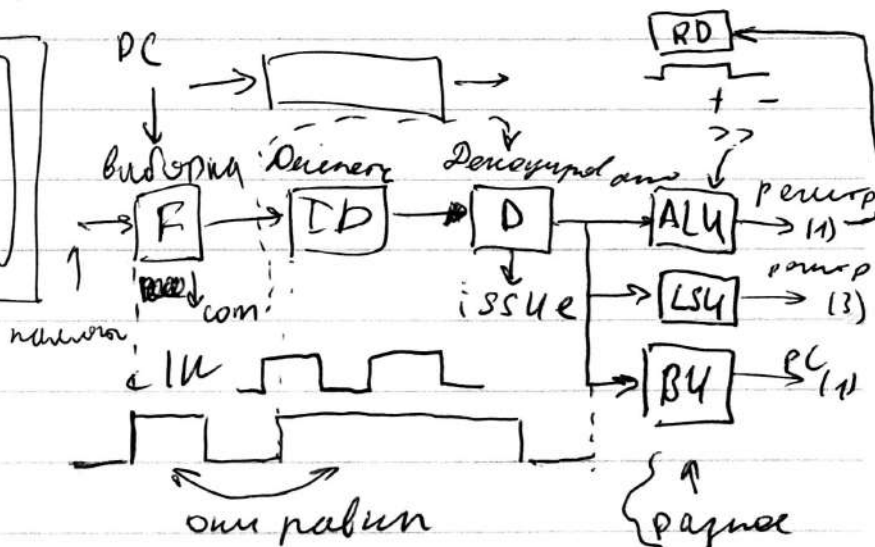 PC
RD
+ -
>>
выборка
Декодиров
F
ID
D
ALU
регистр
(1)
com
issue
LSU
регистр
(3)
память
BU
PC
(1)
они равны
разное